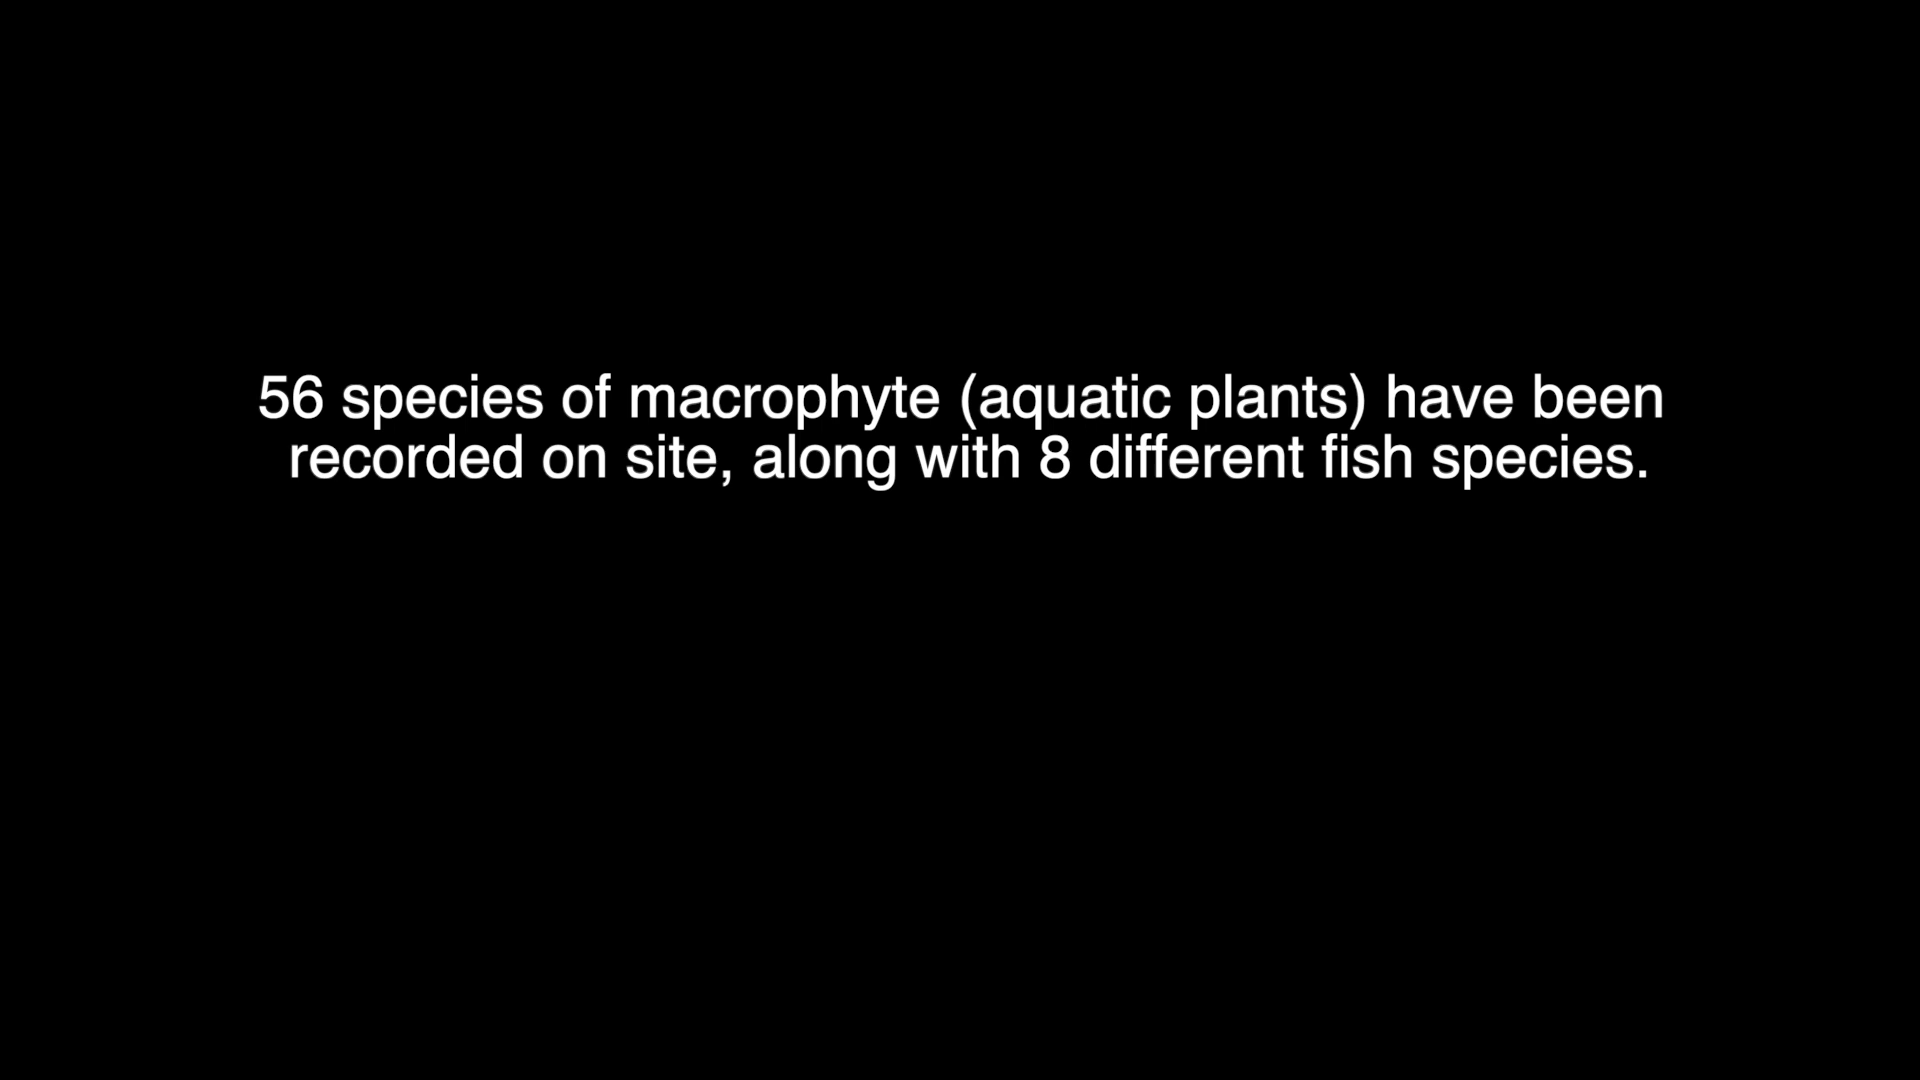 56 species of macrophyte (aquatic plants) have been
recorded on site, along with 8 different fish species.